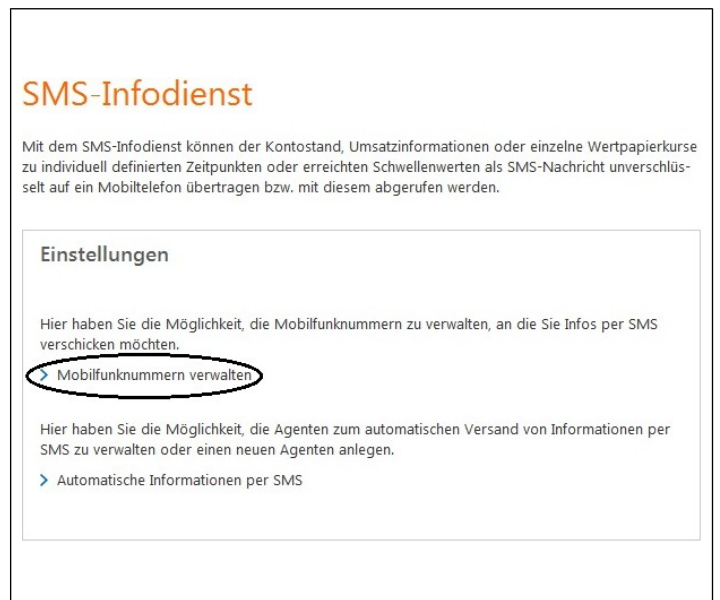 SMS-Infodienst
Mit dem SMS-Infodienst können der Kontostand, Umsatzinformationen oder einzelne Wertpapierkurse
zu individuell definierten Zeitpunkten oder erreichten Schwellenwerten als SMS-Nachricht unverschlüs-
selt auf ein Mobiltelefon übertragen bzw. mit diesem abgerufen werden.
Einstellungen
Hier haben Sie die Möglichkeit, die Mobilfunknummern zu verwalten, an die Sie Infos per SMS
verschicken möchten.
Mobilfunknummern verwalten
Hier haben Sie die Möglichkeit, die Agenten zum automatischen Versand von Informationen per
SMS zu verwalten oder einen neuen Agenten anlegen.
Automatische Informationen per SMS